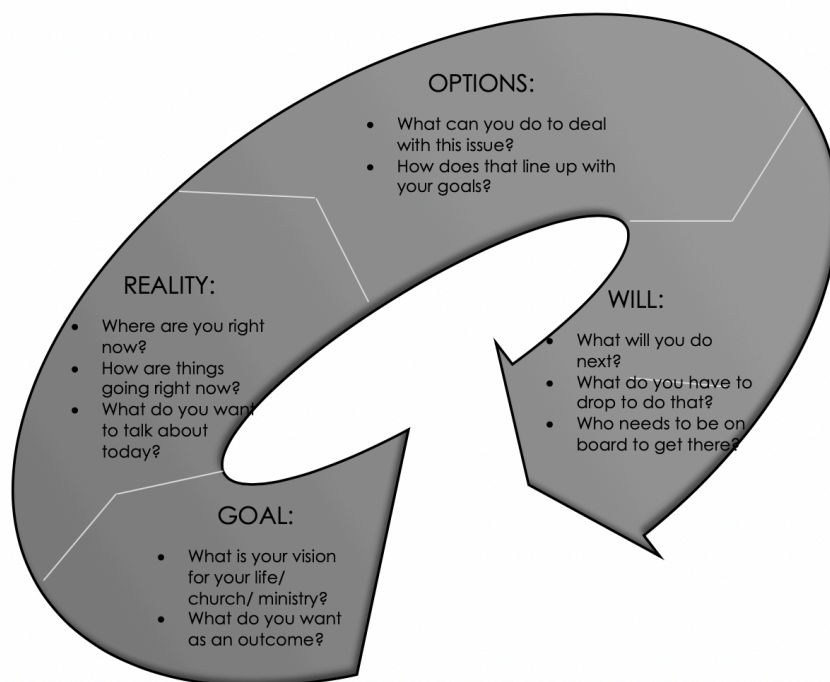 OPTIONS:
• What can you do to deal
with this issue?
• How does that line up with
your goals?
REALITY:
• Where are you right
now?
• How are things
going right now?
• What do you want
to talk about
today?
WILL:
• What will you do
next?
• What do you have to
drop to do that?
• Who needs to be on
board to get there?
GOAL:
• What is your vision
for your life/
church/ ministry?
• What do you want
as an outcome?